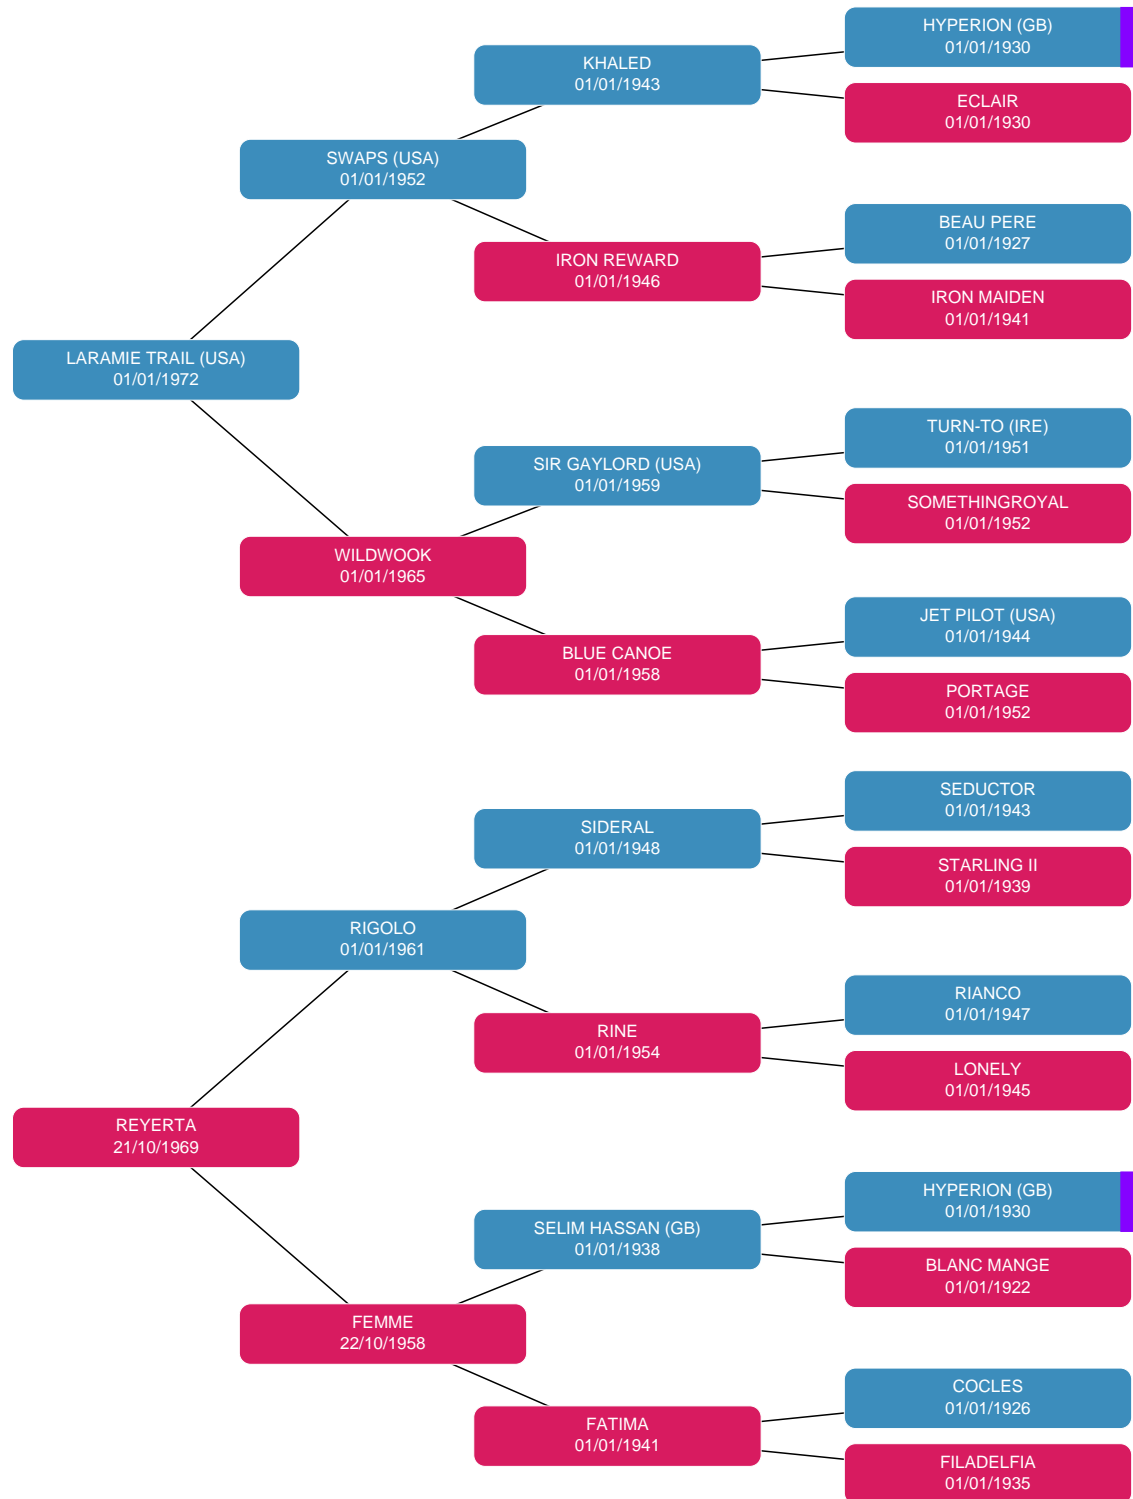 HYPERION (GB)
01/01/1930
KHALED
01/01/1943
ECLAIR
01/01/1930
SWAPS (USA)
01/01/1952
BEAU PERE
01/01/1927
IRON REWARD
01/01/1946
IRON MAIDEN
01/01/1941
LARAMIE TRAIL (USA)
01/01/1972
TURN-TO (IRE)
01/01/1951
SIR GAYLORD (USA)
01/01/1959
SOMETHINGROYAL
01/01/1952
WILDWOOK
01/01/1965
JET PILOT (USA)
01/01/1944
BLUE CANOE
01/01/1958
PORTAGE
01/01/1952
SEDUCTOR
01/01/1943
SIDERAL
01/01/1948
STARLING II
01/01/1939
RIGOLO
01/01/1961
RIANCO
01/01/1947
RINE
01/01/1954
LONELY
01/01/1945
REYERTA
21/10/1969
HYPERION (GB)
01/01/1930
SELIM HASSAN (GB)
01/01/1938
BLANC MANGE
01/01/1922
FEMME
22/10/1958
COCLES
01/01/1926
FATIMA
01/01/1941
FILADELFIA
01/01/1935